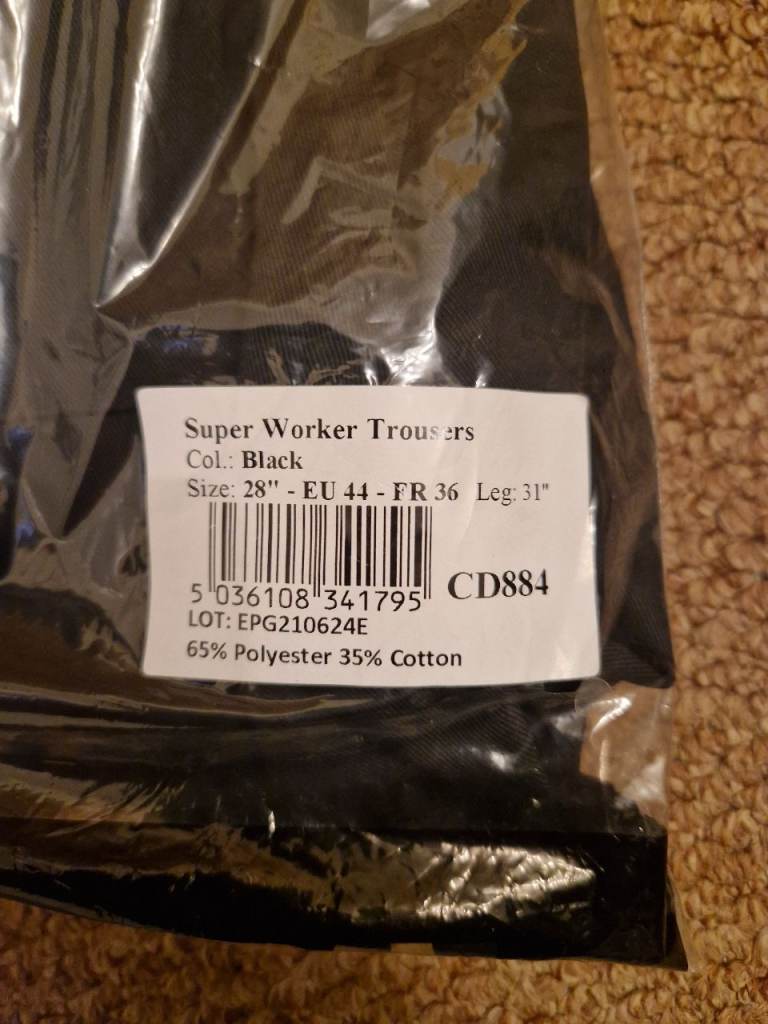 Super Worker Trousers
Col.: Black
Size: 28" - EU 44 - FR 36 Leg: 31"
5 036108 341795
CD884
LOT: EPG210624E
65% Polyester 35% Cotton